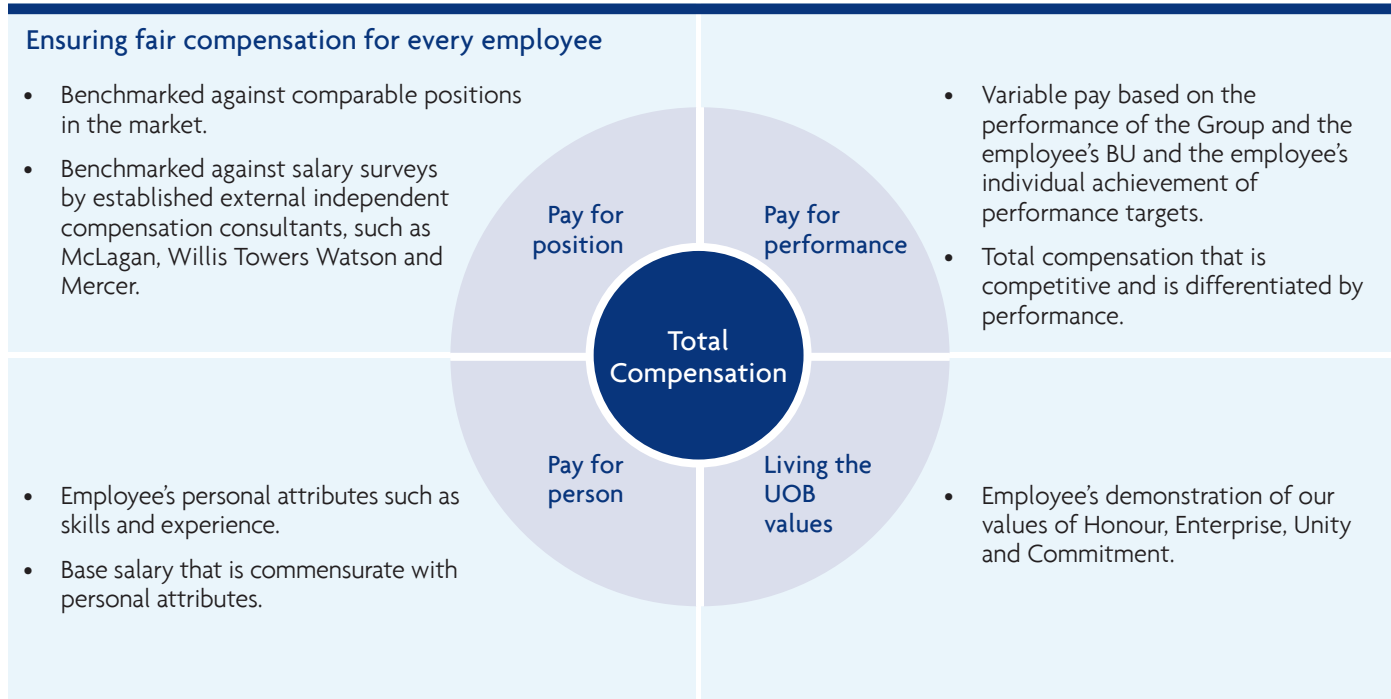 Ensuring fair compensation for every employee
• Benchmarked against comparable positions
in the market.
• Benchmarked against salary surveys
by established external independent
compensation consultants, such as
McLagan, Willis Towers Watson and
Mercer.
Pay for
position
Pay for
performance
• Variable pay based on the
performance of the Group and the
employee’s BU and the employee’s
individual achievement of
performance targets.
• Total compensation that is
competitive and is differentiated by
performance.
Total
Compensation
• Employee’s personal attributes such as
skills and experience.
• Base salary that is commensurate with
personal attributes.
Pay for
person
Living the
UOB
values
• Employee’s demonstration of our
values of Honour, Enterprise, Unity
and Commitment.